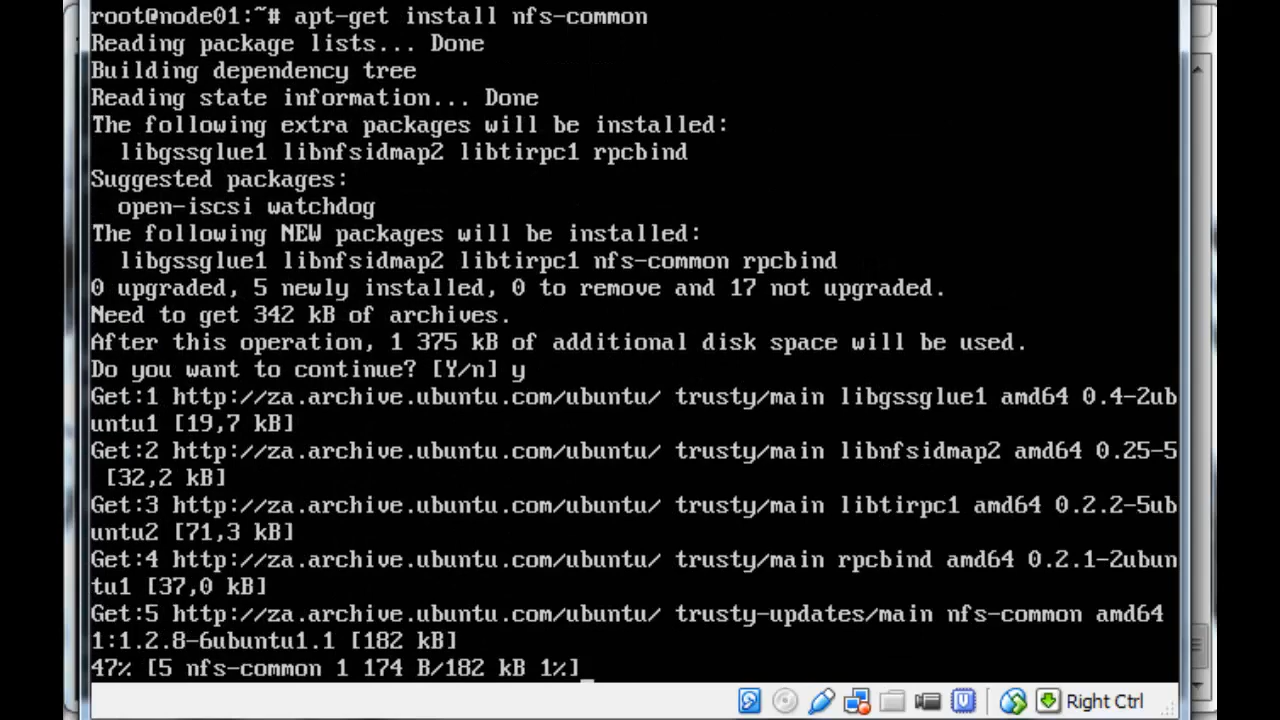 root@node01:~# apt-get install nfs-common
Reading package lists... Done
Building dependency tree
Reading state information... Done
The following extra packages will be installed:
  libgssglue1 libnfsidmap2 libtirpc1 rpcbind
Suggested packages:
  open-iscsi watchdog
The following NEW packages will be installed:
  libgssglue1 libnfsidmap2 libtirpc1 nfs-common rpcbind
0 upgraded, 5 newly installed, 0 to remove and 17 not upgraded.
Need to get 342 kB of archives.
After this operation, 1 375 kB of additional disk space will be used.
Do you want to continue? [Y/n] y
Get:1 http://za.archive.ubuntu.com/ubuntu/ trusty/main libgssglue1 amd64 0.4-2ub
untu1 [19,7 kB]
Get:2 http://za.archive.ubuntu.com/ubuntu/ trusty/main libnfsidmap2 amd64 0.25-5
 [32,2 kB]
Get:3 http://za.archive.ubuntu.com/ubuntu/ trusty/main libtirpc1 amd64 0.2.2-5ub
untu2 [71,3 kB]
Get:4 http://za.archive.ubuntu.com/ubuntu/ trusty/main rpcbind amd64 0.2.1-2ubun
tu1 [37,0 kB]
Get:5 http://za.archive.ubuntu.com/ubuntu/ trusty-updates/main nfs-common amd64
1:1.2.8-6ubuntu1.1 [182 kB]
47% [5 nfs-common 1 174 B/182 kB 1%]_
Right Ctrl